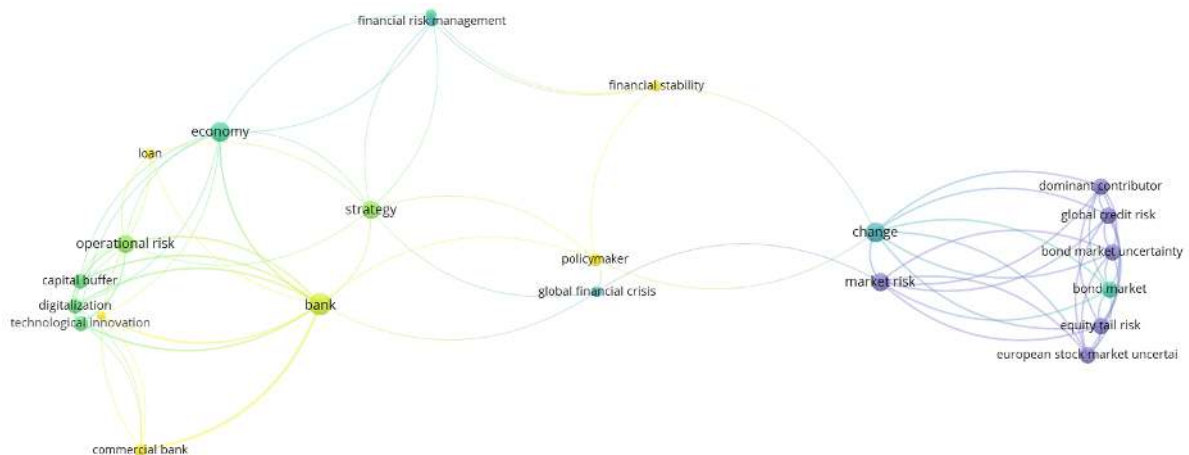 financial risk management
financial stability
economy
loan
dominant contributor
strategy
global credit risk
change
operational risk
bond market uncertainty
policymaker
capital buffer
market risk
bond market
global financial crisis
digitalization
bank
technological innovation
equity tail risk
european stock market uncertai
commercial bank